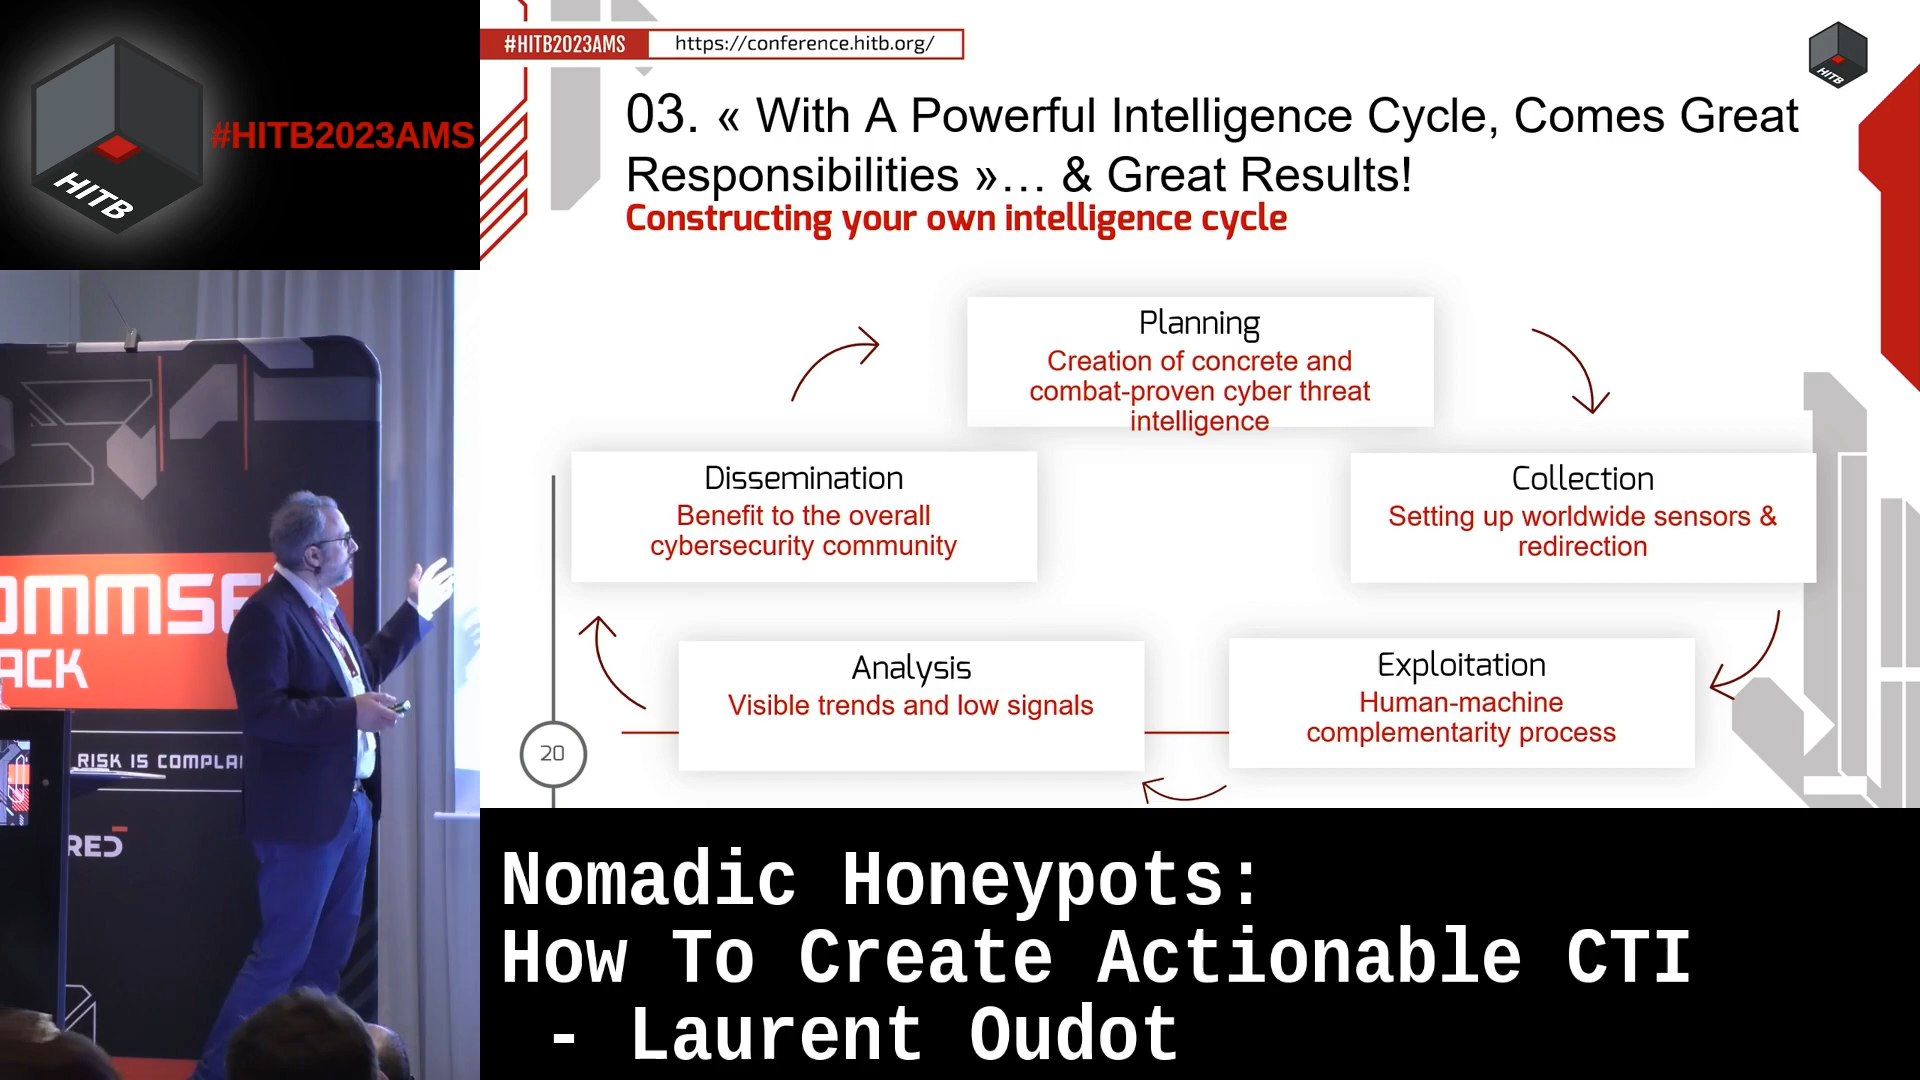 HITB
#HITB2023AMS
#HITB2023AMS
https://conference.hitb.org/
HITB
03. « With A Powerful Intelligence Cycle, Comes Great
Responsibilities »… & Great Results!
Constructing your own intelligence cycle
Planning
Creation of concrete and
combat-proven cyber threat
intelligence
Dissemination
Benefit to the overall
cybersecurity community
Collection
Setting up worldwide sensors &
redirection
Analysis
Visible trends and low signals
Exploitation
Human-machine
complementarity process
20
OMMSE
ACK
RISK IS COMPLA
RED
Nomadic Honeypots:
How To Create Actionable CTI
- Laurent Oudot